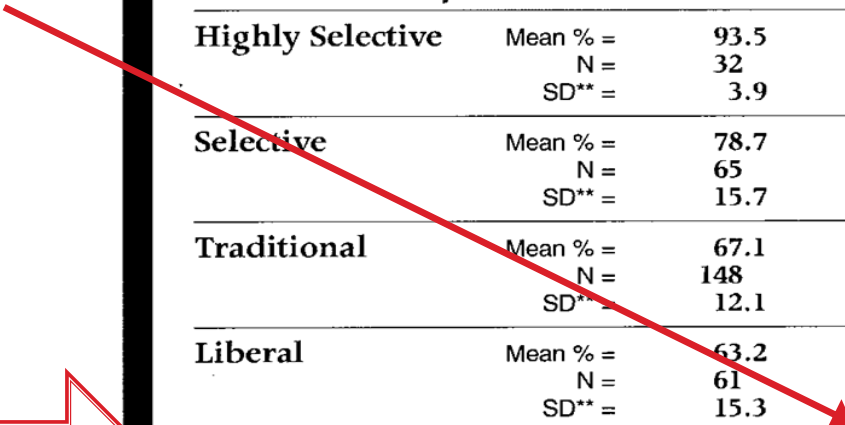 Highly Selective Mean % = 93.5
N = 32
SD** = 3.9
Selective Mean % = 78.7
N = 65
SD** = 15.7
Traditional Mean % = 67.1
N = 148
SD** = 12.1
Liberal Mean % = 63.2
N = 61
SD** = 15.3